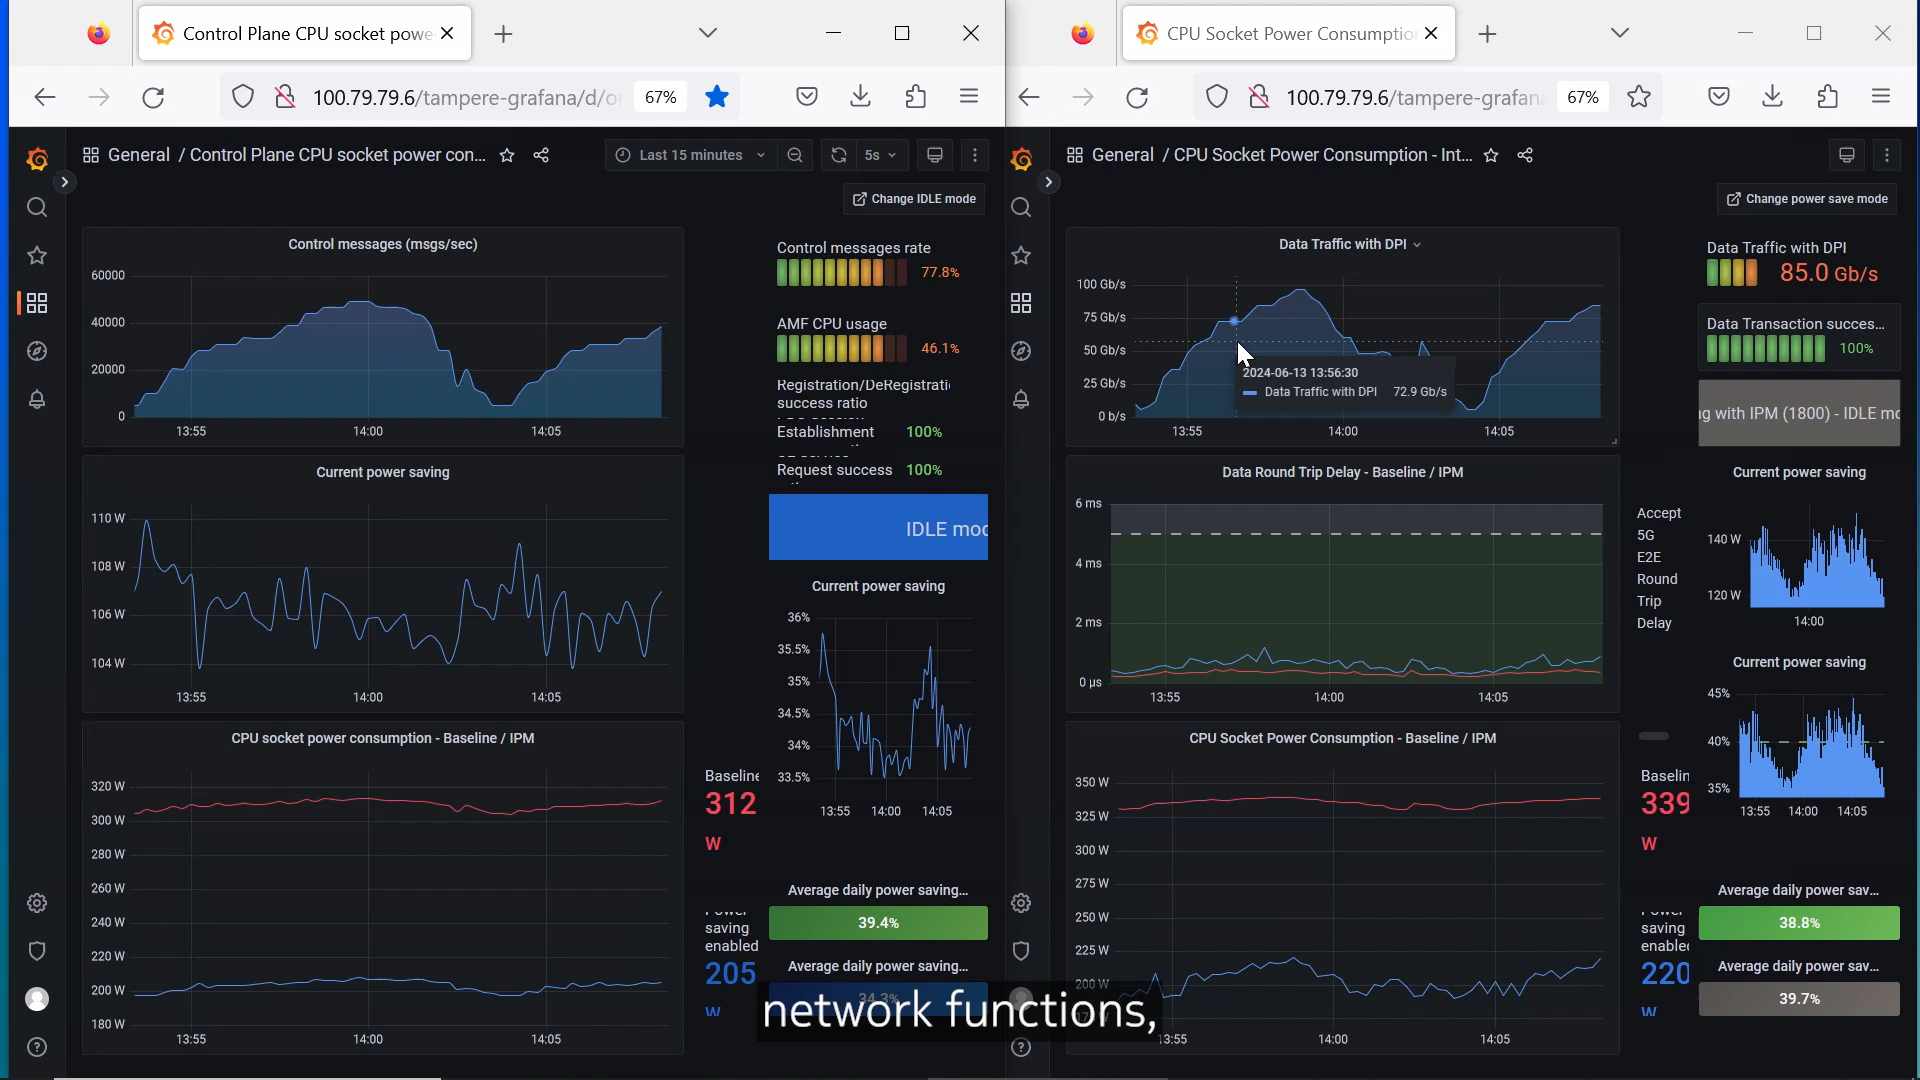 Control Plane CPU socket powe
100.79.79.6/tampere-grafana/d/o
67%
General / Control Plane CPU socket power con...
Last 15 minutes
5s
Change IDLE mode
Control messages (msgs/sec)
60000
40000
20000
0
13:55
14:00
14:05
Control messages rate
77.8%
AMF CPU usage
46.1%
Registration/DeRegistrati
success ratio
Establishment
100%
Request success
100%
IDLE mod
Current power saving
110 W
108 W
106 W
104 W
13:55
14:00
14:05
Current power saving
36%
35.5%
35%
34.5%
34%
33.5%
13:55
14:00
14:05
CPU socket power consumption - Baseline / IPM
320 W
300 W
280 W
260 W
240 W
220 W
200 W
180 W
13:55
14:00
14:05
Baseline
312
W
saving
enabled
205
W
Average daily power saving...
39.4%
Average daily power saving...
34.3%
CPU Socket Power Consumption
100.79.79.6/tampere-grafana
67%
General / CPU Socket Power Consumption - Int...
Change power save mode
Data Traffic with DPI
100 Gb/s
75 Gb/s
50 Gb/s
25 Gb/s
0 b/s
13:55
14:00
14:05
2024-06-13 13:56:30
Data Traffic with DPI 72.9 Gb/s
Data Traffic with DPI
85.0 Gb/s
Data Transaction succes...
100%
g with IPM (1800) - IDLE mo
Data Round Trip Delay - Baseline / IPM
6 ms
4 ms
2 ms
0 µs
13:55
14:00
14:05
Accept
5G
E2E
Round
Trip
Delay
Current power saving
140 W
120 W
14:00
Current power saving
45%
40%
35%
13:55
14:00
14:05
CPU Socket Power Consumption - Baseline / IPM
350 W
325 W
300 W
275 W
250 W
225 W
200 W
13:55
14:00
14:05
Baselin
339
W
saving
enable
220
W
Average daily power sav...
38.8%
Average daily power sav...
39.7%
network functions,